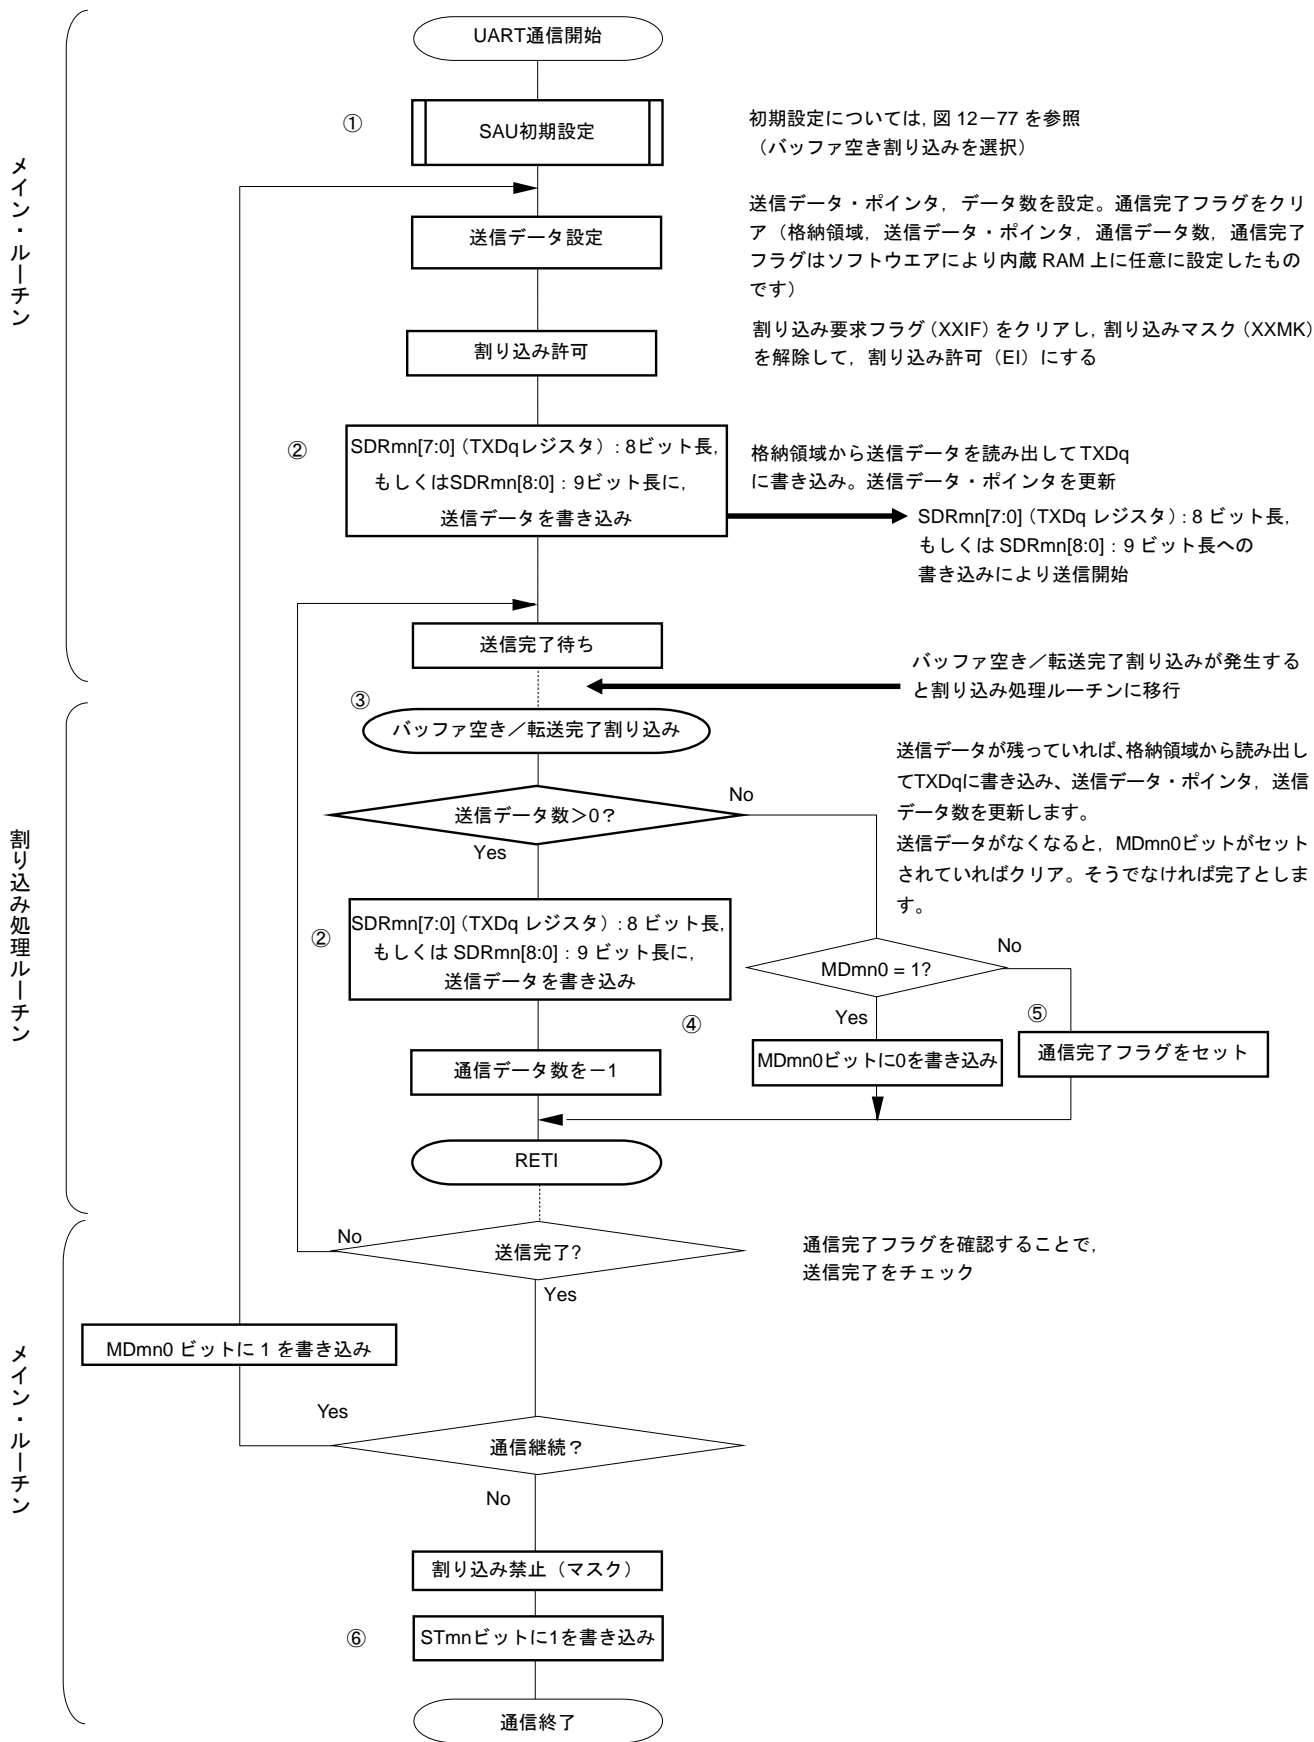 メイン・ルーチン
UART通信開始
①
SAU初期設定
初期設定については, 図 12－77 を参照
（バッファ空き割り込みを選択）
送信データ設定
送信データ・ポインタ，データ数を設定。通信完了フラグをクリ
ア（格納領域，送信データ・ポインタ，通信データ数，通信完了
フラグはソフトウエアにより内蔵 RAM 上に任意に設定したもの
です）
割り込み許可
割り込み要求フラグ（XXIF）をクリアし, 割り込みマスク（XXMK）
を解除して，割り込み許可（EI）にする
②
SDRmn[7:0]（TXDqレジスタ）: 8ビット長,
もしくはSDRmn[8:0]：9ビット長に,
送信データを書き込み
格納領域から送信データを読み出してTXDq
に書き込み。送信データ・ポインタを更新
SDRmn[7:0]（TXDq レジスタ）: 8 ビット長,
もしくは SDRmn[8:0]：9 ビット長への
書き込みにより送信開始
送信完了待ち
バッファ空き／転送完了割り込みが発生する
と割り込み処理ルーチンに移行
割り込み処理ルーチン
③
バッファ空き／転送完了割り込み
送信データ数＞0？
No
Yes
送信データが残っていれば、格納領域から読み出し
てTXDqに書き込み、送信データ・ポインタ，送信
データ数を更新します。
送信データがなくなると，MDmn0ビットがセット
されていればクリア。そうでなければ完了としま
す。
②
SDRmn[7:0]（TXDq レジスタ）: 8 ビット長,
もしくは SDRmn[8:0]：9 ビット長に,
送信データを書き込み
MDmn0 = 1?
No
Yes
④
MDmn0ビットに0を書き込み
⑤
通信完了フラグをセット
通信データ数を－1
RETI
メイン・ルーチン
送信完了?
No
Yes
通信完了フラグを確認することで,
送信完了をチェック
MDmn0 ビットに 1 を書き込み
Yes
通信継続？
No
割り込み禁止（マスク）
⑥
STmnビットに1を書き込み
通信終了